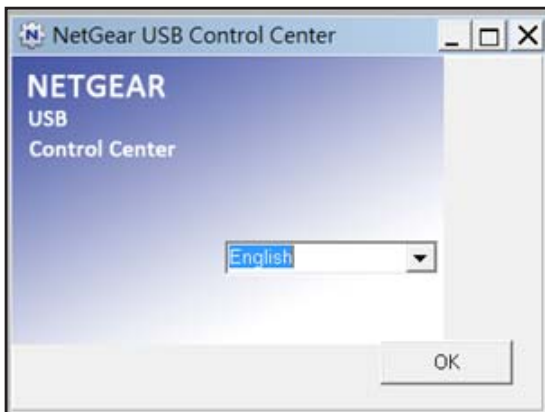 NetGear USB Control Center
NETGEAR
USB
Control Center
English
OK